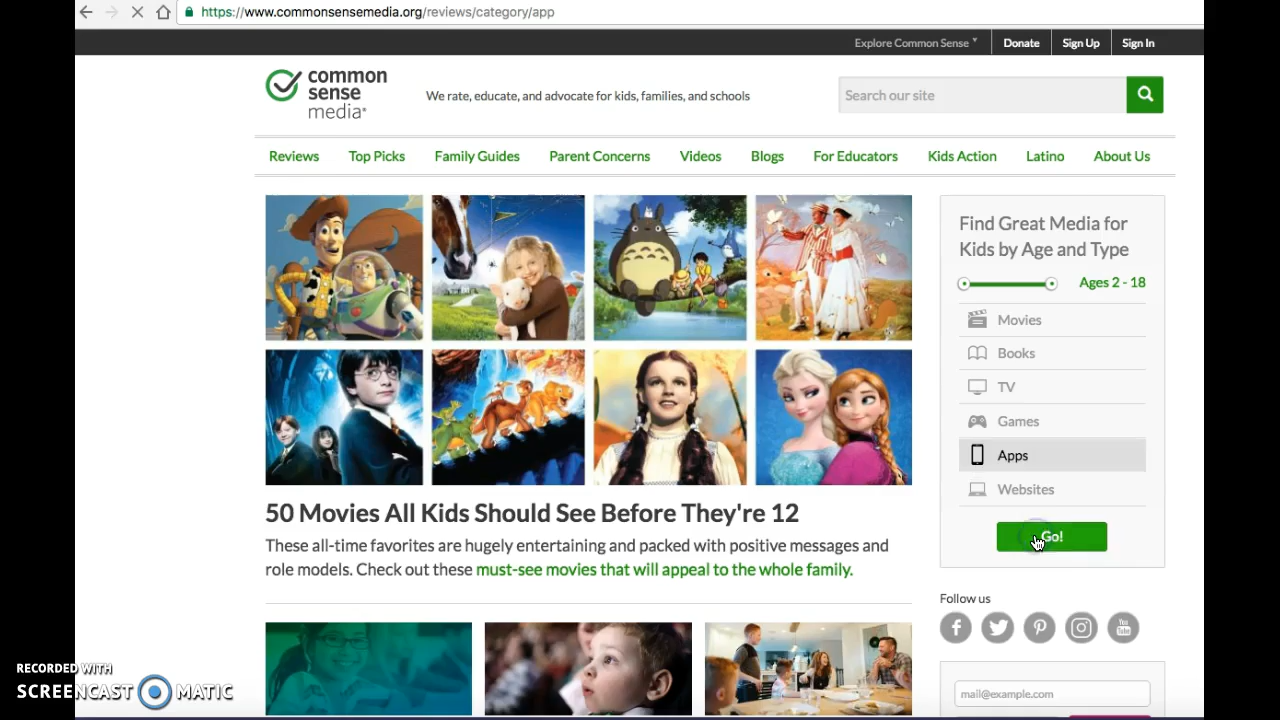 https://www.commonsensemedia.org/reviews/category/app
Explore Common Sense
Donate
Sign Up
Sign In
common
sense
media®
We rate, educate, and advocate for kids, families, and schools
Search our site
Reviews
Top Picks
Family Guides
Parent Concerns
Videos
Blogs
For Educators
Kids Action
Latino
About Us
Find Great Media for
Kids by Age and Type
Ages 2 - 18
Movies
Books
TV
Games
Apps
Websites
Go!
50 Movies All Kids Should See Before They're 12
These all-time favorites are hugely entertaining and packed with positive messages and
role models. Check out these must-see movies that will appeal to the whole family.
Follow us
You
Tube
mail@example.com
RECORDED WITH
SCREENCAST MATIC